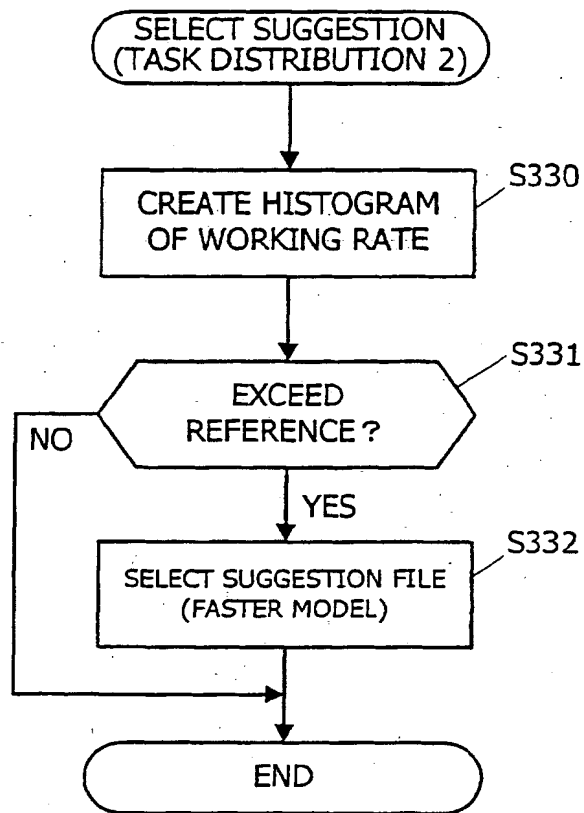 SELECT SUGGESTION
(TASK DISTRIBUTION 2)
S330
CREATE HISTOGRAM
OF WORKING RATE
S331
EXCEED
REFERENCE?
NO
YES
S332
SELECT SUGGESTION FILE
(FASTER MODEL)
END